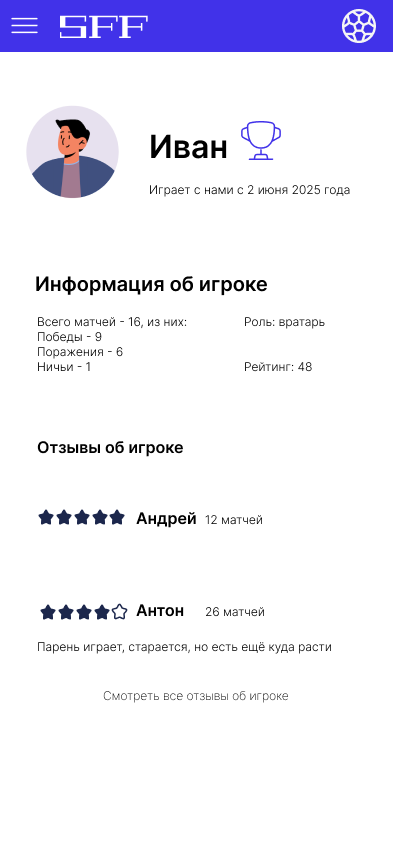 SFF
Иван
Играет с нами с 2 июня 2025 года
Информация об игроке
Всего матчей - 16, из них:
Победы - 9
Поражения - 6
Ничьи - 1
Роль: вратарь
Рейтинг: 48
Отзывы об игроке
Андрей 12 матчей
Антон 26 матчей
Парень играет, старается, но есть ещё куда расти
Смотреть все отзывы об игроке